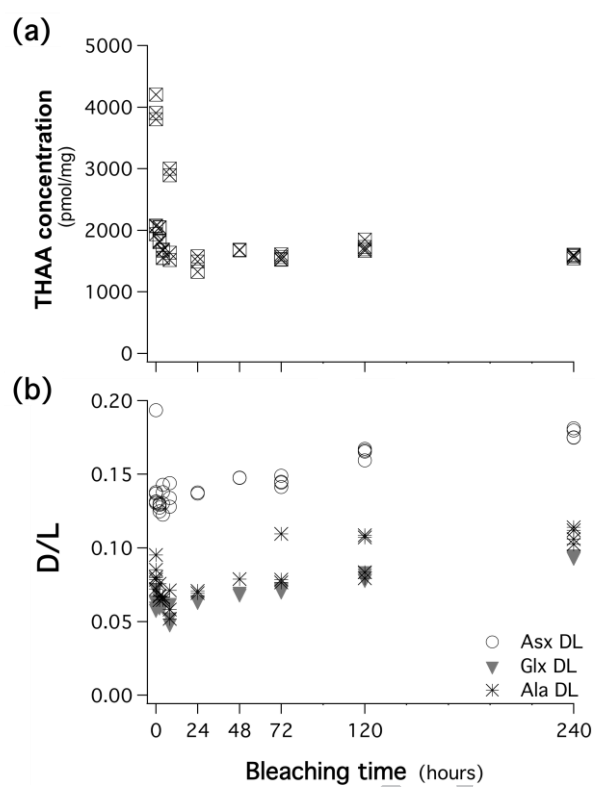 (a)
5000
4000
3000
2000
1000
0
THAA concentration
(pmol/mg)
(b)
0.20
0.15
0.10
0.05
0.00
D/L
Asx DL
Glx DL
Ala DL
0 24 48 72 120 240
Bleaching time (hours)